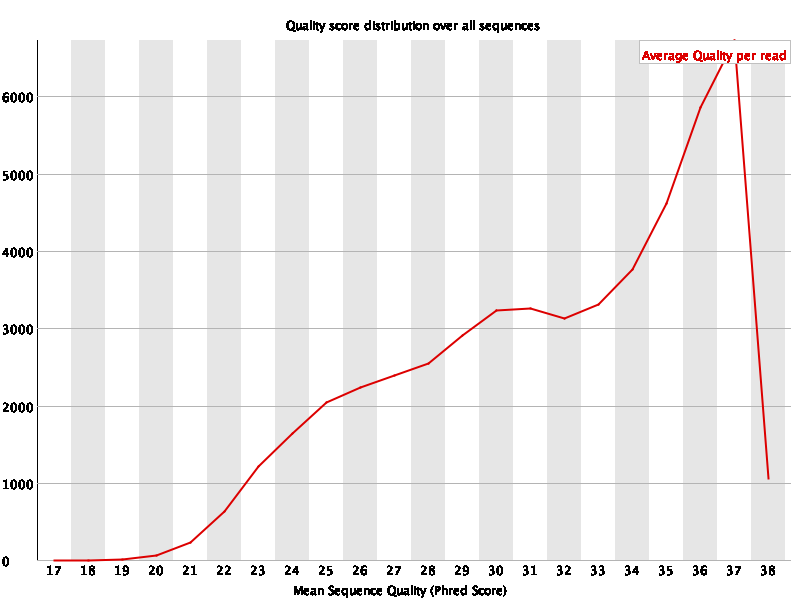 Quality score distribution over all sequences
Average Quality per read
6000
5000
4000
3000
2000
1000
0
17 18 19 20 21 22 23 24 25 26 27 28 29 30 31 32 33 34 35 36 37 38
Mean Sequence Quality (Phred Score)